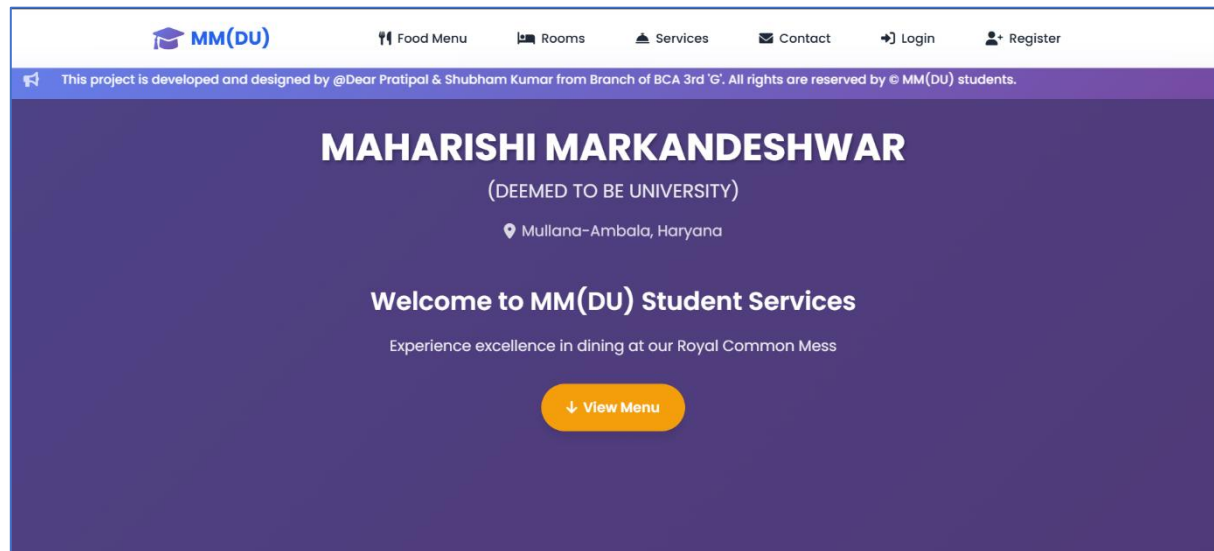 MM(DU) Food Menu Rooms Services Contact Login Register
This project is developed and designed by @Dear Pratipal & Shubham Kumar from Branch of BCA 3rd 'G'. All rights are reserved by © MM(DU) students.
MAHARISHI MARKANDESHWAR
(DEEMED TO BE UNIVERSITY)
Mullana-Ambala, Haryana
Welcome to MM(DU) Student Services
Experience excellence in dining at our Royal Common Mess
View Menu